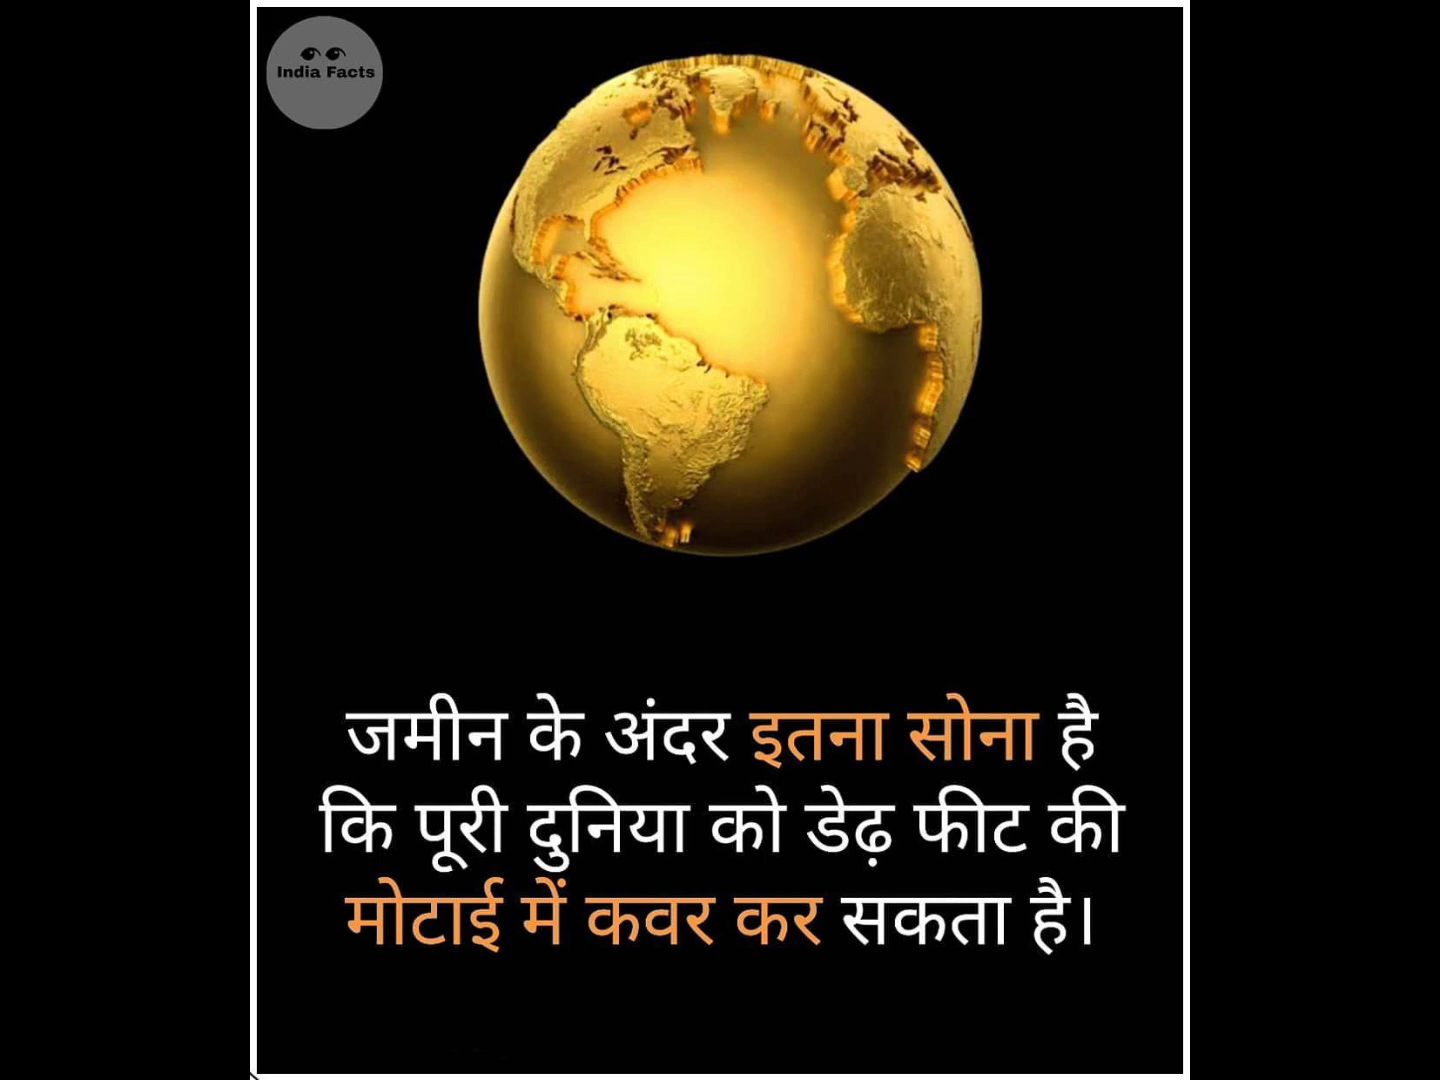 India Facts
जमीन के अंदर इतना सोना है
कि पूरी दुनिया को डेढ़ फीट की
मोटाई में कवर कर सकता है।